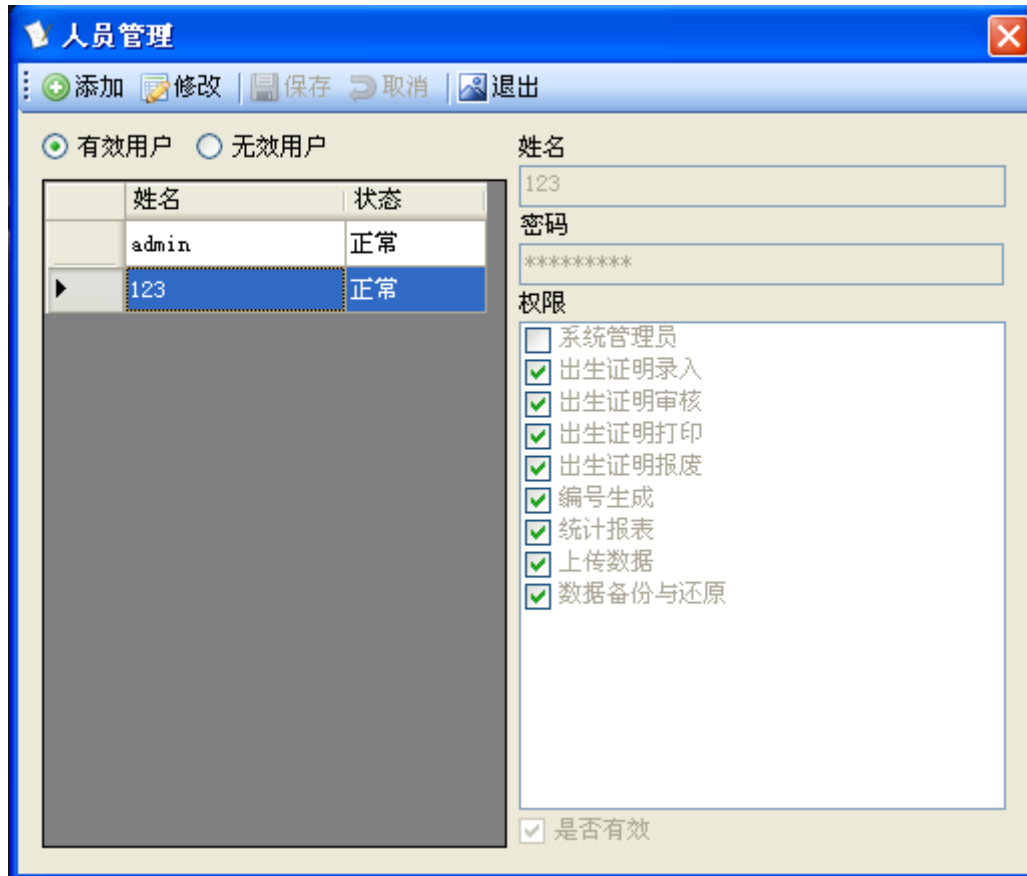 人员管理
添加 修改 保存 取消 退出
有效用户 无效用户
姓名 状态
admin 正常
123 正常
姓名
123
密码
*********
权限
系统管理员
出生证明录入
出生证明审核
出生证明打印
出生证明报废
编号生成
统计报表
上传数据
数据备份与还原
是否有效